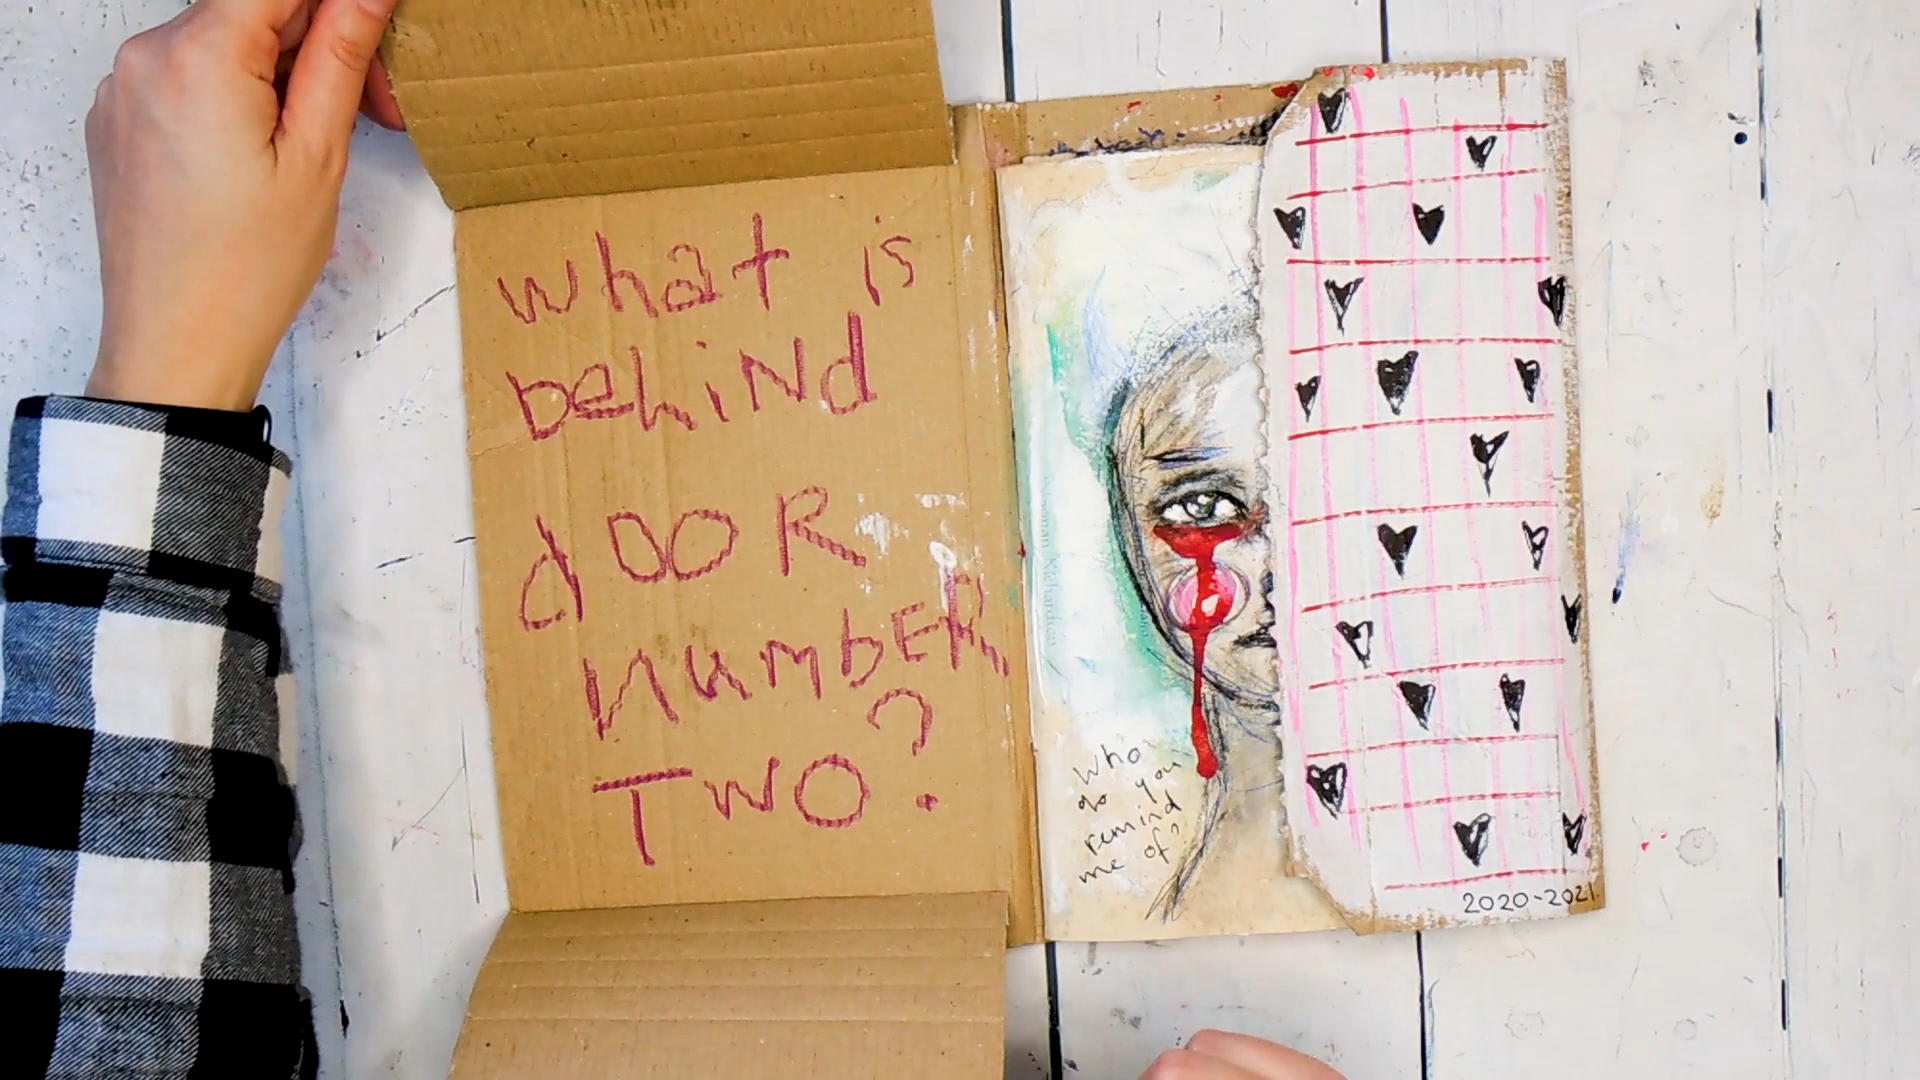 what is
behiNd
dOOR
NumbER
Two?
Who
do you
remind
me of?
2020-2021